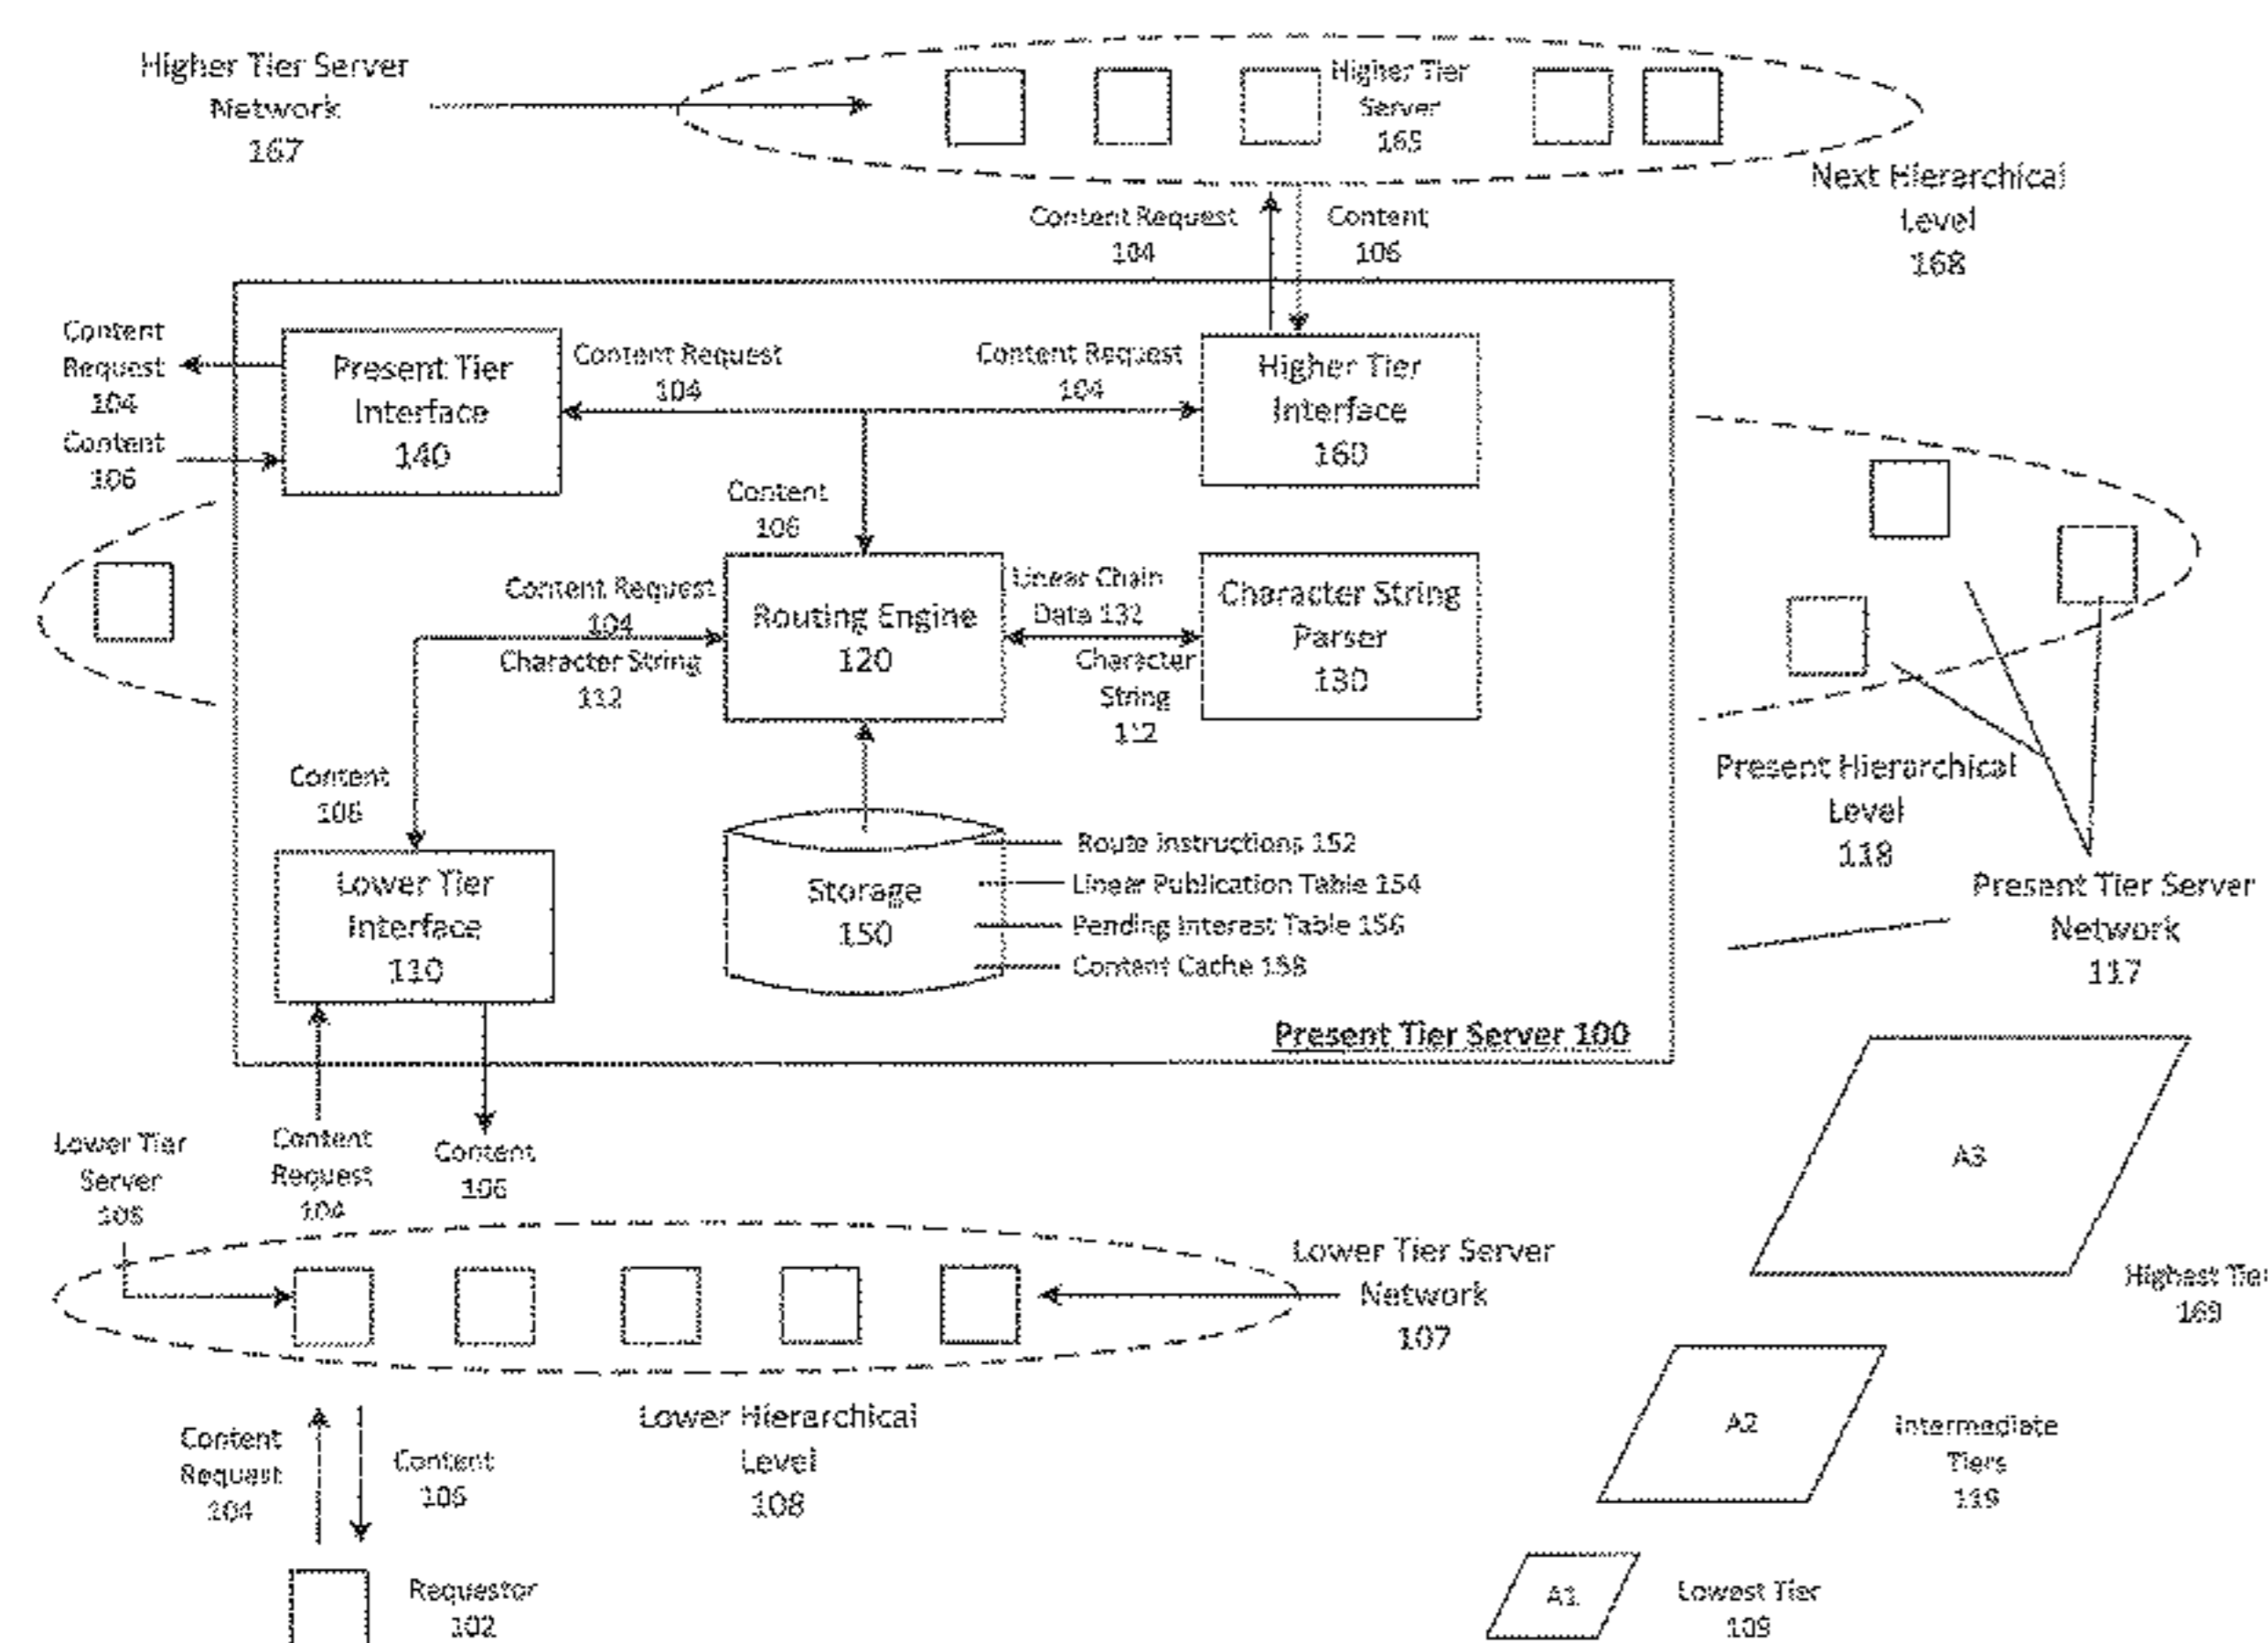 Higher Tier Server
Network
167
Higher Tier
Server
165
Next Hierarchical
Level
168
Content Request
104
Content
106
Content
Request
104
Content
106
Present Tier
Interface
140
Content Request
104
Content Request
104
Higher Tier
Interface
160
Content
106
Content Request
104
Character String
112
Routing Engine
120
Linear Chain
Data 132
Character
String
112
Character String
Parser
130
Content
106
Lower Tier
Interface
110
Storage
150
Route Instructions 152
Linear Publication Table 154
Pending Interest Table 156
Content Cache 158
Present Hierarchical
Level
118
Present Tier Server
Network
117
Present Tier Server 100
Lower Tier
Server
105
Content
Request
104
Content
106
Lower Tier Server
Network
107
Lower Hierarchical
Level
108
Content
Request
104
Content
106
Requestor
102
A3
Highest Tier
169
A2
Intermediate
Tiers
119
A1
Lowest Tier
109